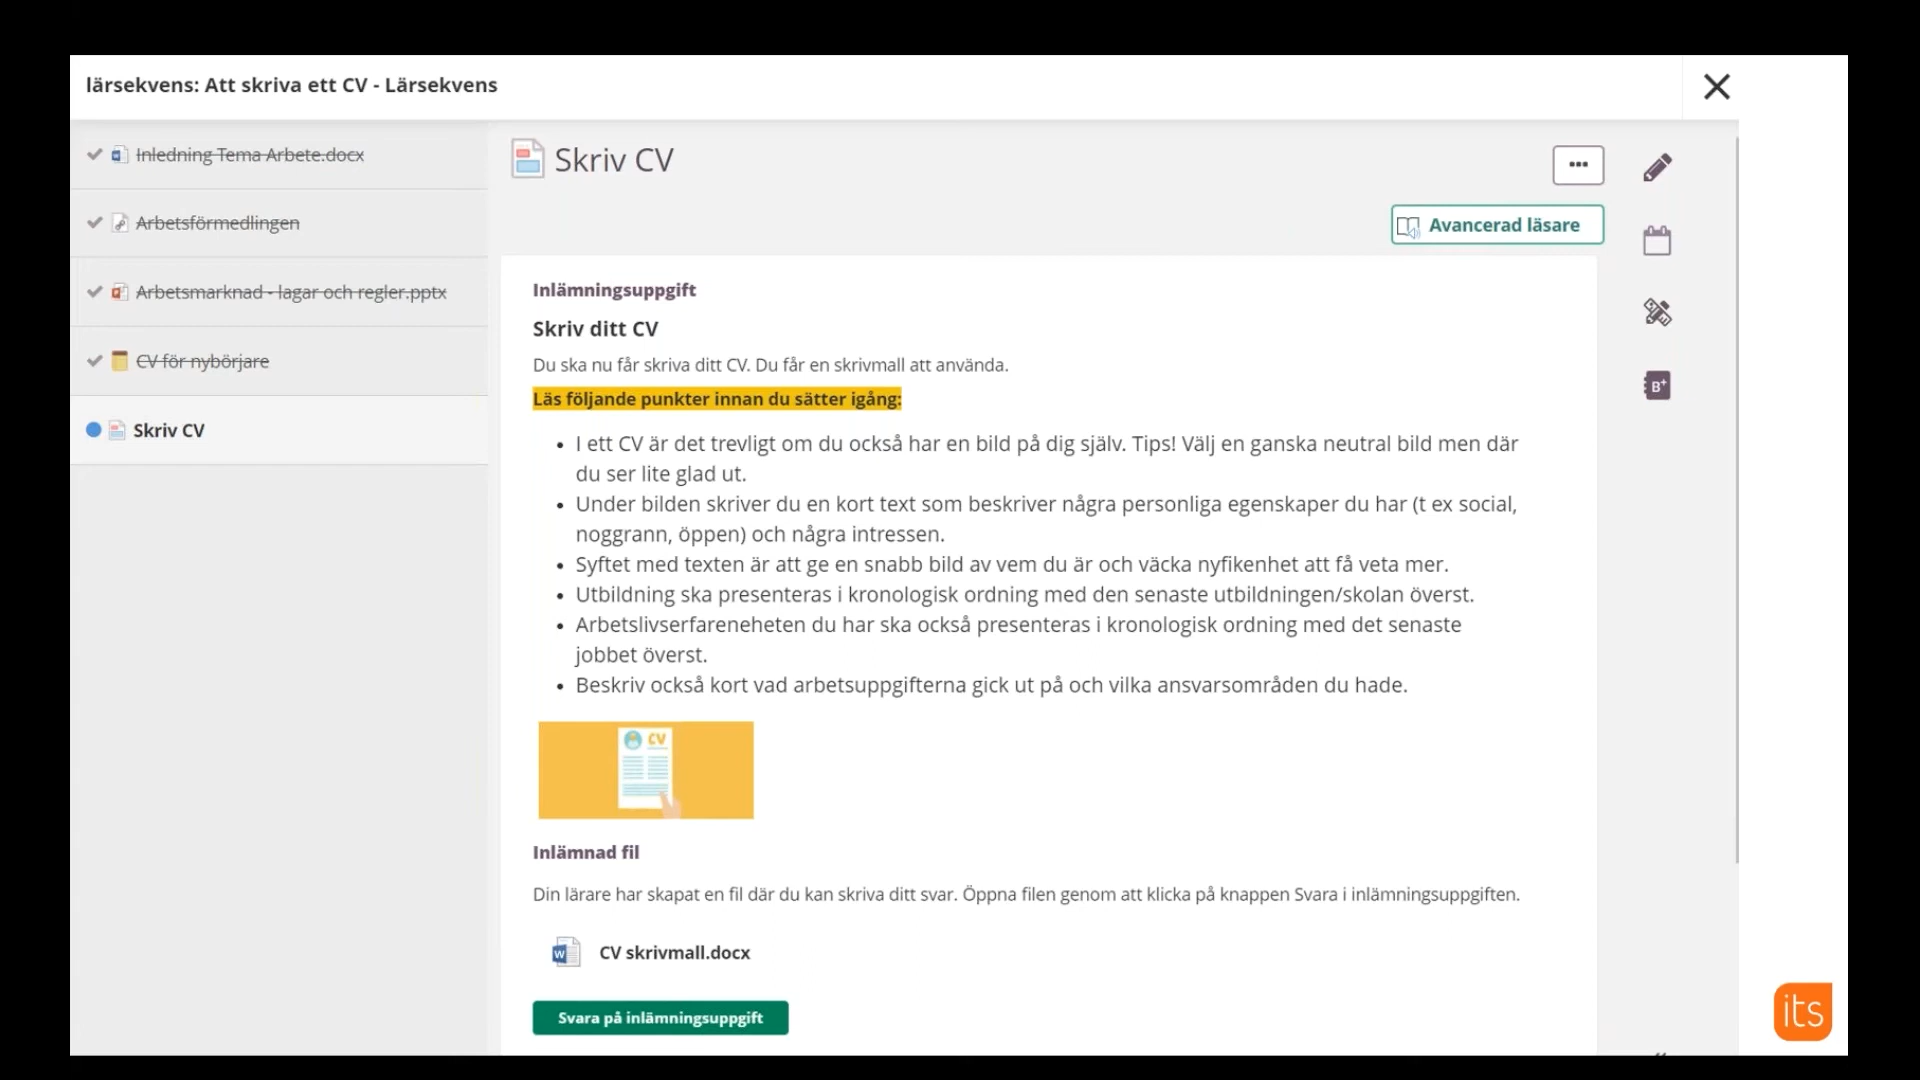 lärsekvens: Att skriva ett CV - Lärsekvens
Inledning Tema Arbete.docx
Arbetsförmedlingen
Arbetsmarknad - lagar och regler.pptx
CV för nybörjare
Skriv CV
Skriv CV
Avancerad läsare
Inlämningsuppgift
Skriv ditt CV
Du ska nu får skriva ditt CV. Du får en skrivmall att använda.
Läs följande punkter innan du sätter igång:
• I ett CV är det trevligt om du också har en bild på dig själv. Tips! Välj en ganska neutral bild men där
du ser lite glad ut.
• Under bilden skriver du en kort text som beskriver några personliga egenskaper du har (t ex social,
noggrann, öppen) och några intressen.
• Syftet med texten är att ge en snabb bild av vem du är och väcka nyfikenhet att få veta mer.
• Utbildning ska presenteras i kronologisk ordning med den senaste utbildningen/skolan överst.
• Arbetslivserfareneheten du har ska också presenteras i kronologisk ordning med det senaste
jobbet överst.
• Beskriv också kort vad arbetsuppgifterna gick ut på och vilka ansvarsområden du hade.
CV
Inlämnad fil
Din lärare har skapat en fil där du kan skriva ditt svar. Öppna filen genom att klicka på knappen Svara i inlämningsuppgiften.
W
CV skrivmall.docx
Svara på inlämningsuppgift
B+
its